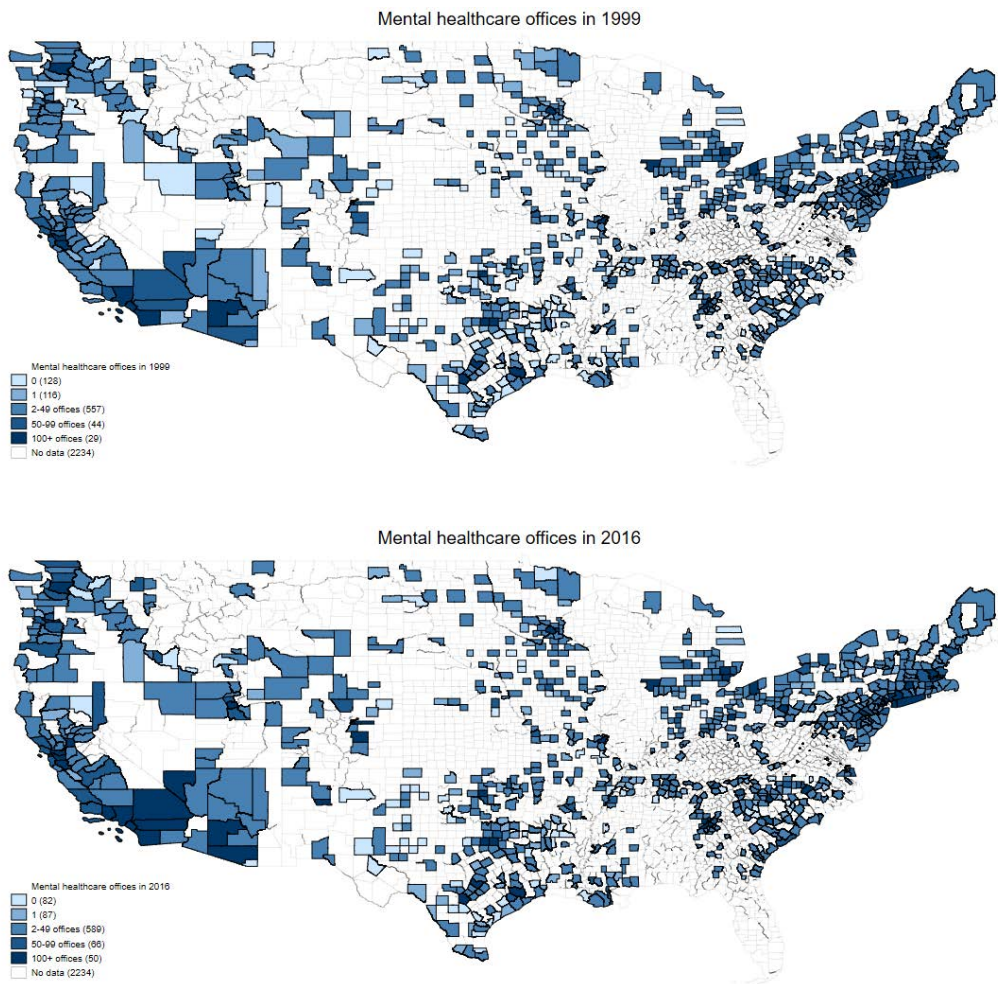 Mental healthcare offices in 1999
Mental healthcare offices in 1999
0 (128)
1 (116)
2-49 offices (557)
50-99 offices (44)
100+ offices (29)
No data (2234)
Mental healthcare offices in 2016
Mental healthcare offices in 2016
0 (82)
1 (87)
2-49 offices (589)
50-99 offices (66)
100+ offices (50)
No data (2234)